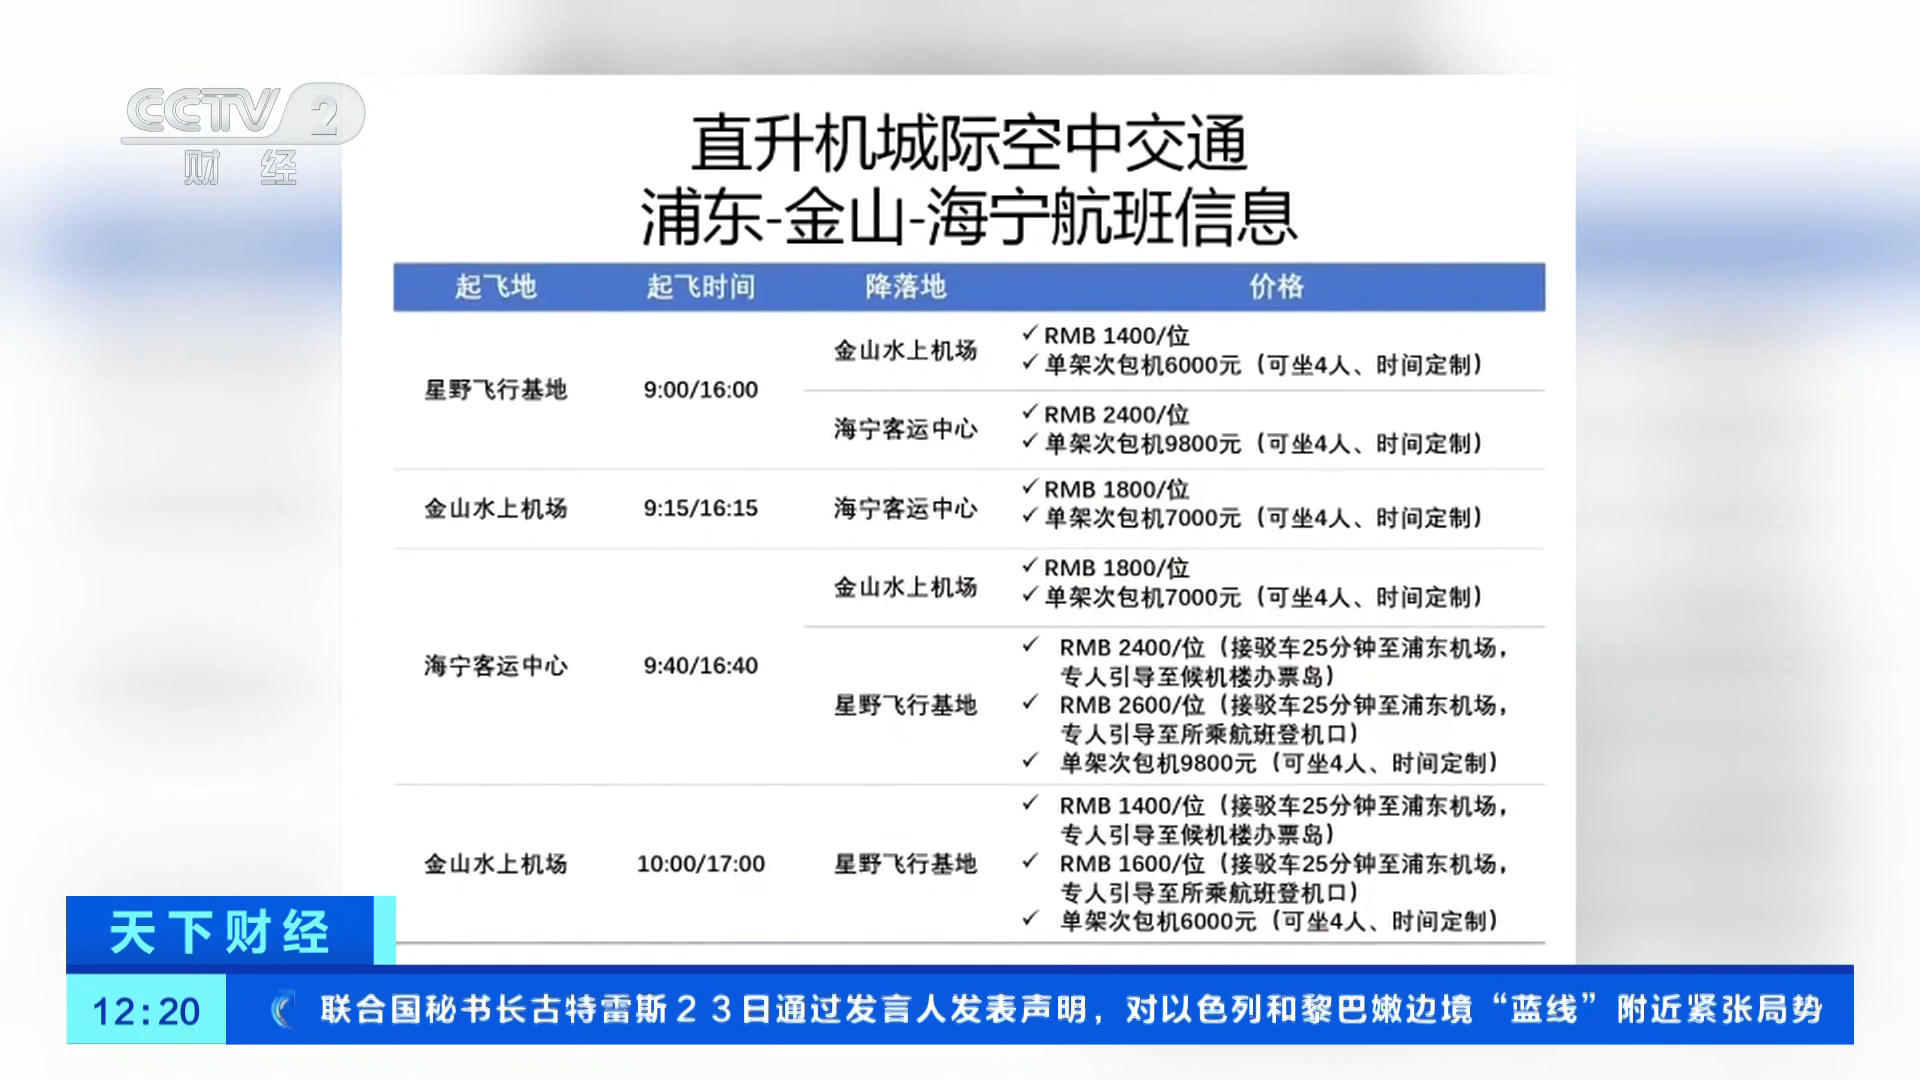 CCTV 2
财 经
直升机城际空中交通
浦东-金山-海宁航班信息
起飞地 起飞时间 降落地 价格
星野飞行基地 9:00/16:00 金山水上机场
✓ RMB 1400/位
✓ 单架次包机6000元（可坐4人、时间定制）
海宁客运中心
✓ RMB 2400/位
✓ 单架次包机9800元（可坐4人、时间定制）
金山水上机场 9:15/16:15 海宁客运中心
✓ RMB 1800/位
✓ 单架次包机7000元（可坐4人、时间定制）
海宁客运中心 9:40/16:40 金山水上机场
✓ RMB 1800/位
✓ 单架次包机7000元（可坐4人、时间定制）
星野飞行基地
✓ RMB 2400/位（接驳车25分钟至浦东机场，
专人引导至候机楼办票岛）
✓ RMB 2600/位（接驳车25分钟至浦东机场，
专人引导至所乘航班登机口）
✓ 单架次包机9800元（可坐4人、时间定制）
金山水上机场 10:00/17:00 星野飞行基地
✓ RMB 1400/位（接驳车25分钟至浦东机场，
专人引导至候机楼办票岛）
✓ RMB 1600/位（接驳车25分钟至浦东机场，
专人引导至所乘航班登机口）
✓ 单架次包机6000元（可坐4人、时间定制）
天下财经
12:20 联合国秘书长古特雷斯２３日通过发言人发表声明，对以色列和黎巴嫩边境“蓝线”附近紧张局势